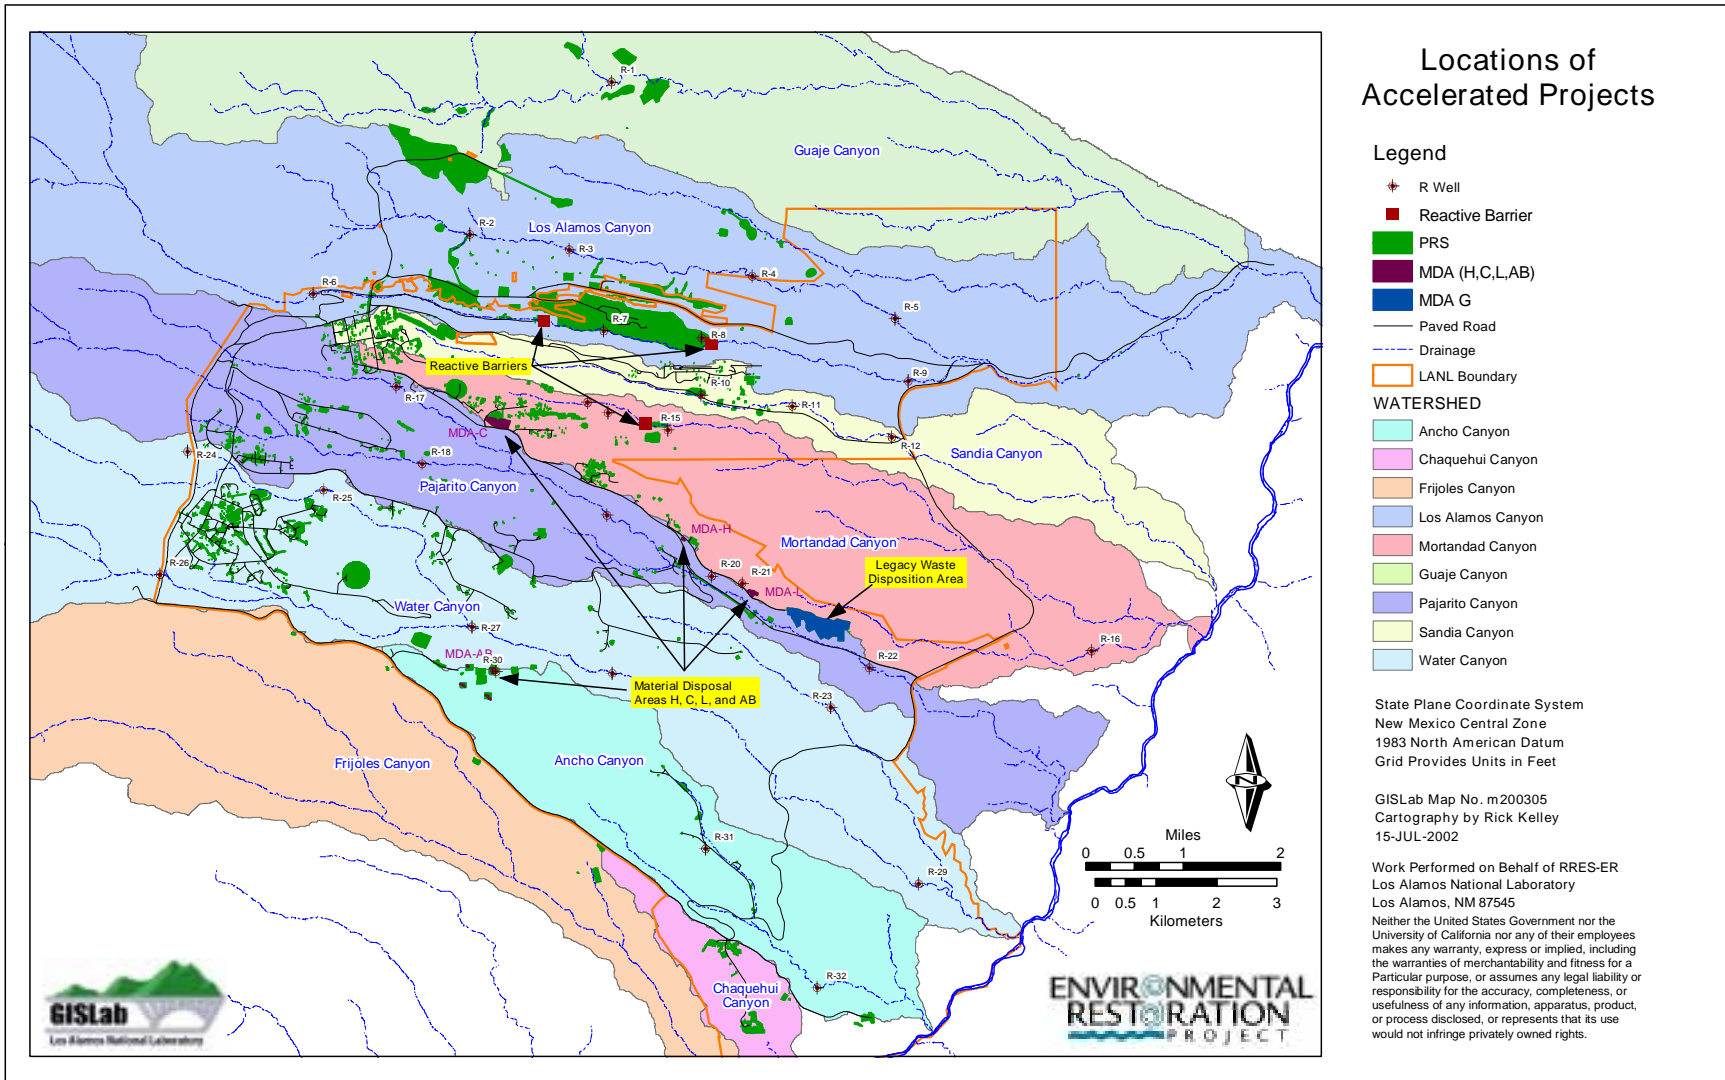 Locations of
Accelerated Projects
Legend
R Well
Reactive Barrier
PRS
MDA (H,C,L,AB)
MDA G
Paved Road
Drainage
LANL Boundary
WATERSHED
Ancho Canyon
Chaquehui Canyon
Frijoles Canyon
Los Alamos Canyon
Mortandad Canyon
Guaje Canyon
Pajarito Canyon
Sandia Canyon
Water Canyon
State Plane Coordinate System
New Mexico Central Zone
1983 North American Datum
Grid Provides Units in Feet
GISLab Map No. m200305
Cartography by Rick Kelley
15-JUL-2002
Work Performed on Behalf of RRES-ER
Los Alamos National Laboratory
Los Alamos, NM 87545
Neither the United States Government nor the
University of California nor any of their employees
makes any warranty, express or implied, including
the warranties of merchantability and fitness for a
Particular purpose, or assumes any legal liability or
responsibility for the accuracy, completeness, or
usefulness of any information, apparatus, product,
or process disclosed, or represents that its use
would not infringe privately owned rights.
R-1
Guaje Canyon
R-2
Los Alamos Canyon
R-3
R-4
R-6
R-5
R-7
R-8
Reactive Barriers
R-9
R-10
R-17
R-11
R-15
MDA-C
R-12
R-24
R-18
Sandia Canyon
Pajarito Canyon
R-25
MDA-H
Mortandad Canyon
R-26
R-20
R-21
Legacy Waste
Disposition Area
MDA-L
Water Canyon
R-27
R-16
MDA-AB
R-30
R-22
Material Disposal
Areas H, C, L, and AB
R-23
Frijoles Canyon
Ancho Canyon
N
R-31
Miles
0 0.5 1 2
R-29
0 0.5 1 2 3
Kilometers
R-32
Chaquehui
Canyon
GISLab
Los Alamos National Laboratory
ENVIRONMENTAL
RESTORATION
PROJECT